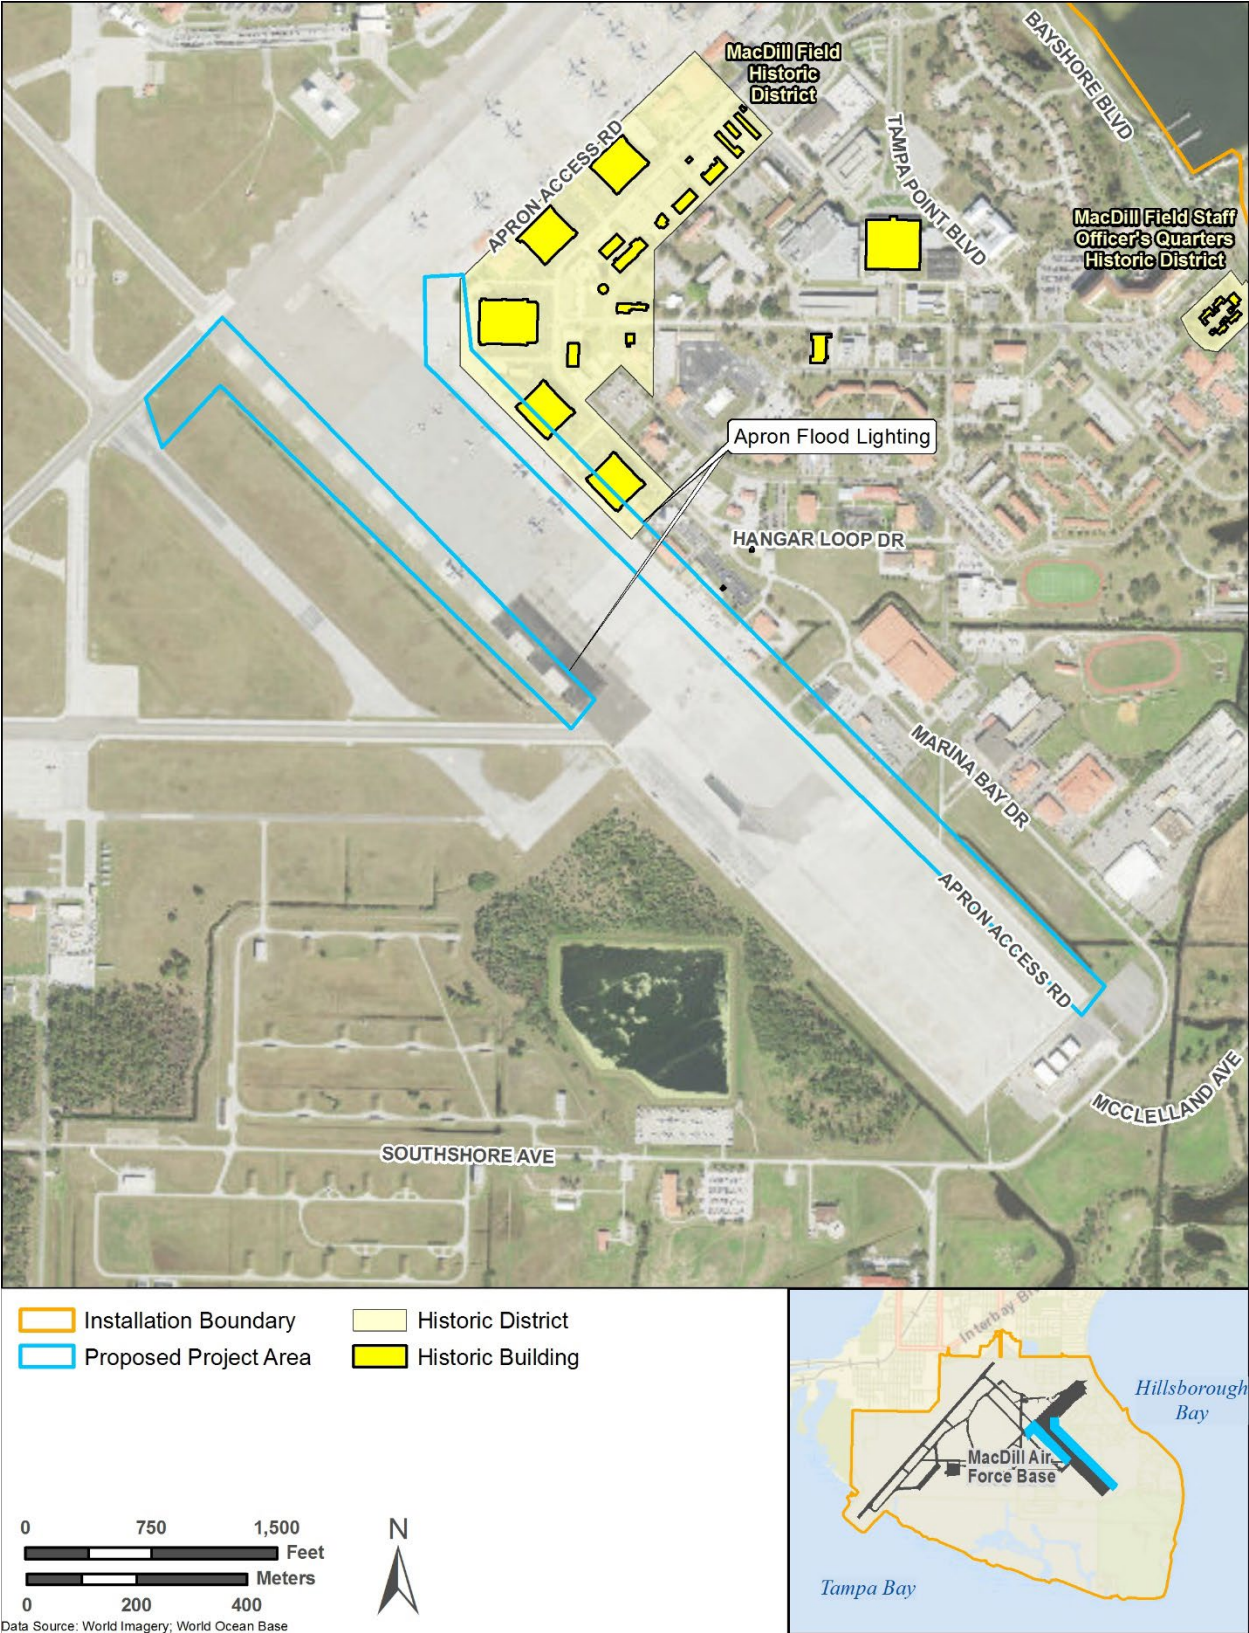 MacDill Field
Historic
District
BAYSHORE BLVD
TAMPA POINT BLVD
APRON ACCESS RD
MacDill Field Staff
Officer's Quarters
Historic District
Apron Flood Lighting
HANGAR LOOP DR
MARINA BAY DR
APRON ACCESS RD
MCCLELLAND AVE
SOUTHSHORE AVE
Installation Boundary
Proposed Project Area
Historic District
Historic Building
0 750 1,500
Feet
Meters
0 200 400
N
Data Source: World Imagery; World Ocean Base
Hillsborough
Bay
MacDill Air
Force Base
Tampa Bay